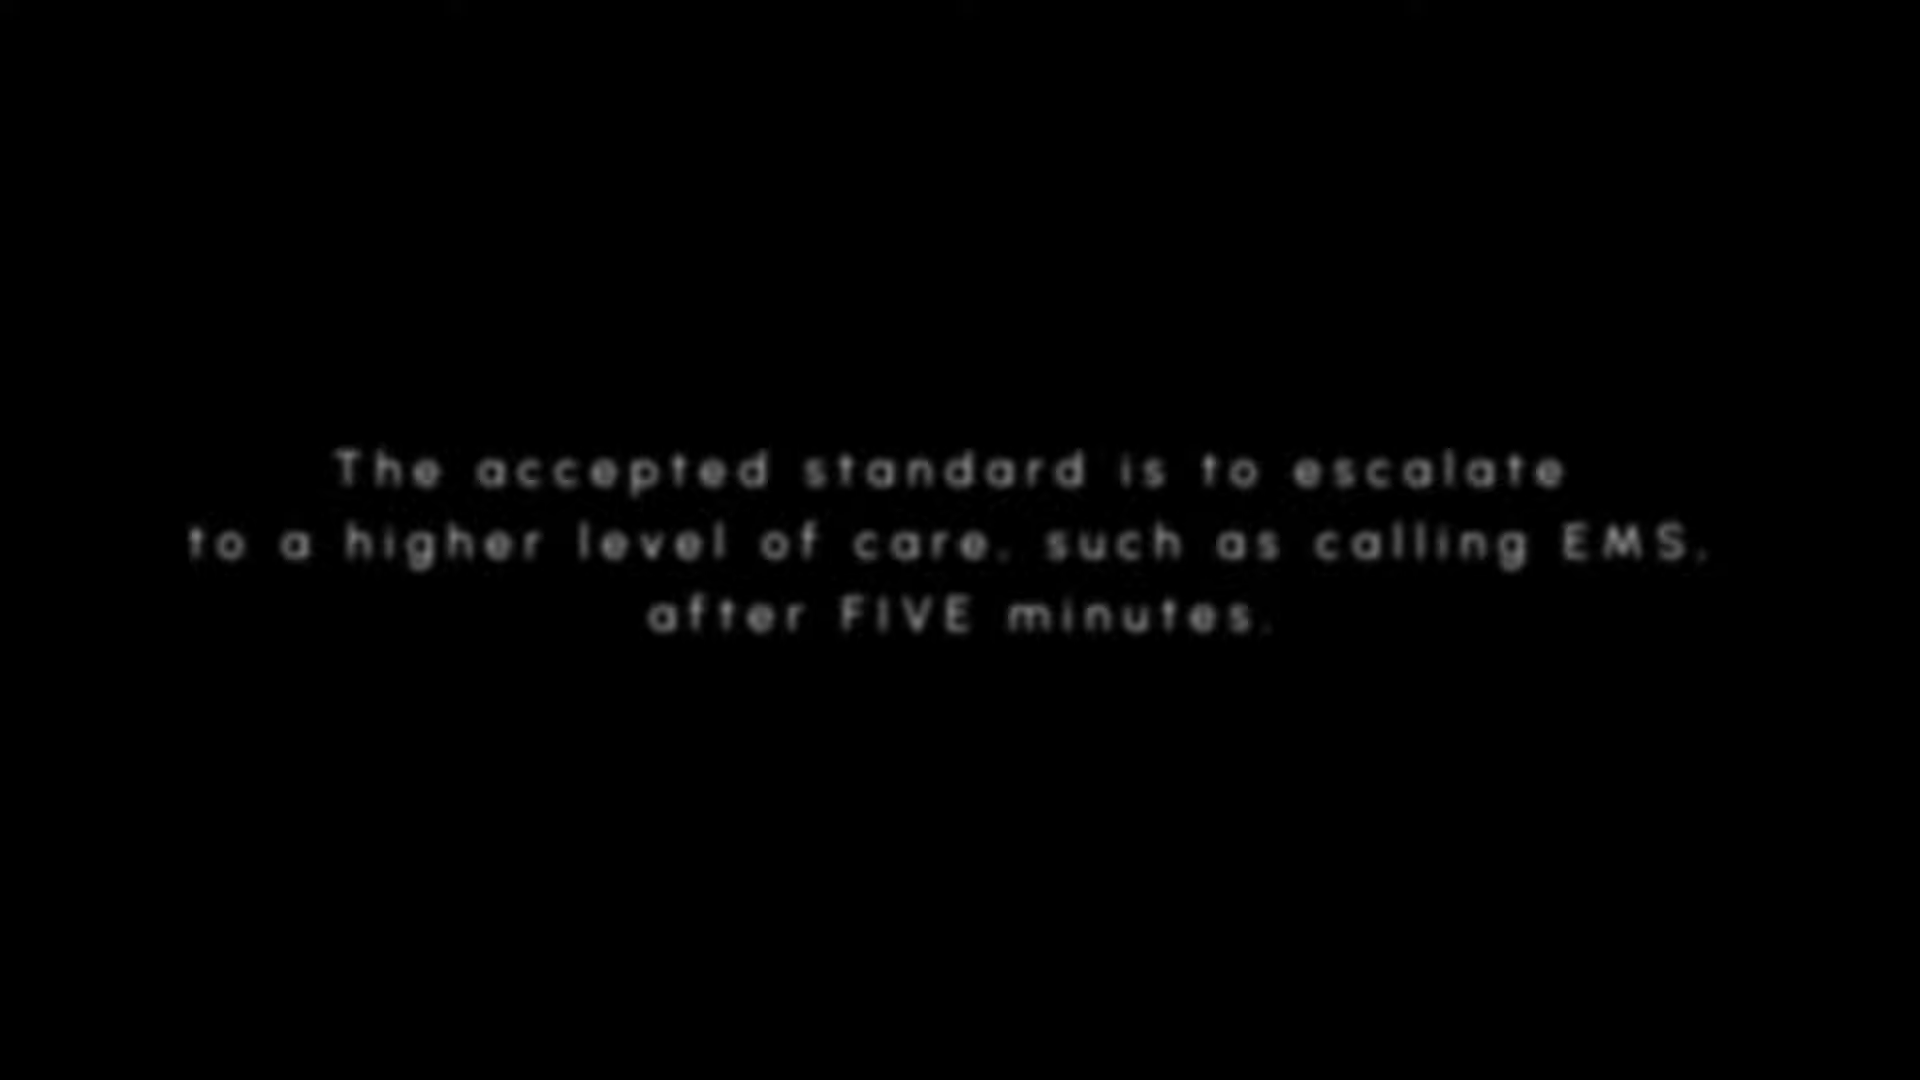 The accepted standard is to escalate
to a higher level of care, such as calling EMS,
after FIVE minutes.